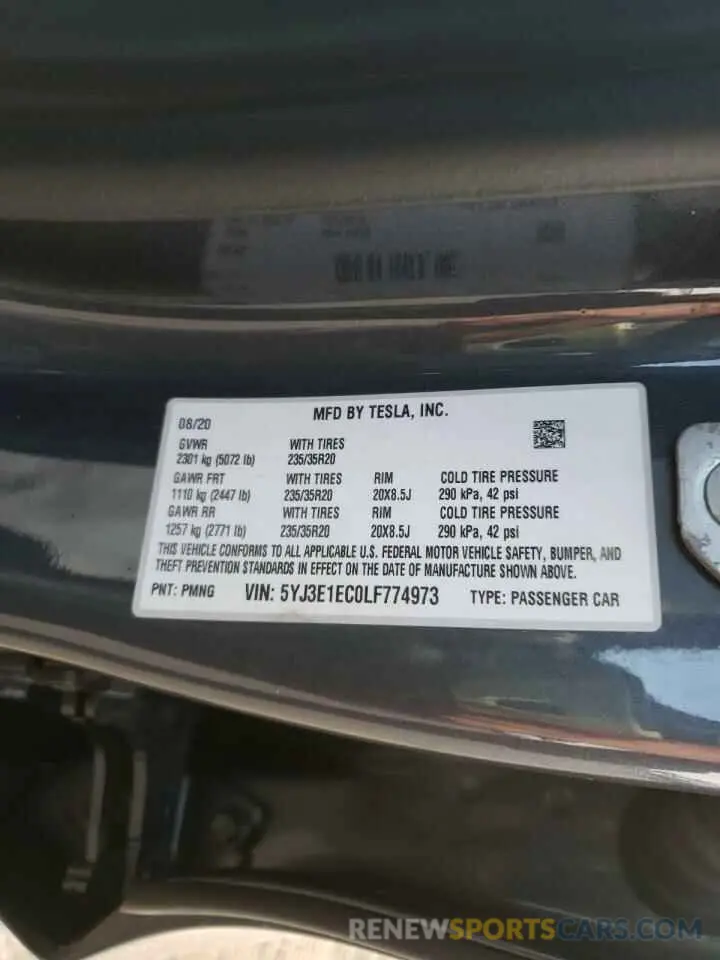 MFD BY TESLA, INC.
08/20
GVWR WITH TIRES
2301 kg (5072 lb) 235/35R20
GAWR FRT WITH TIRES RIM COLD TIRE PRESSURE
1110 kg (2447 lb) 235/35R20 20X8.5J 290 kPa, 42 psi
GAWR RR WITH TIRES RIM COLD TIRE PRESSURE
1257 kg (2771 lb) 235/35R20 20X8.5J 290 kPa, 42 psi
THIS VEHICLE CONFORMS TO ALL APPLICABLE U.S. FEDERAL MOTOR VEHICLE SAFETY, BUMPER, AND
THEFT PREVENTION STANDARDS IN EFFECT ON THE DATE OF MANUFACTURE SHOWN ABOVE.
PNT: PMNG VIN: 5YJ3E1EC0LF774973 TYPE: PASSENGER CAR
RENEWSPORTSCARS.COM